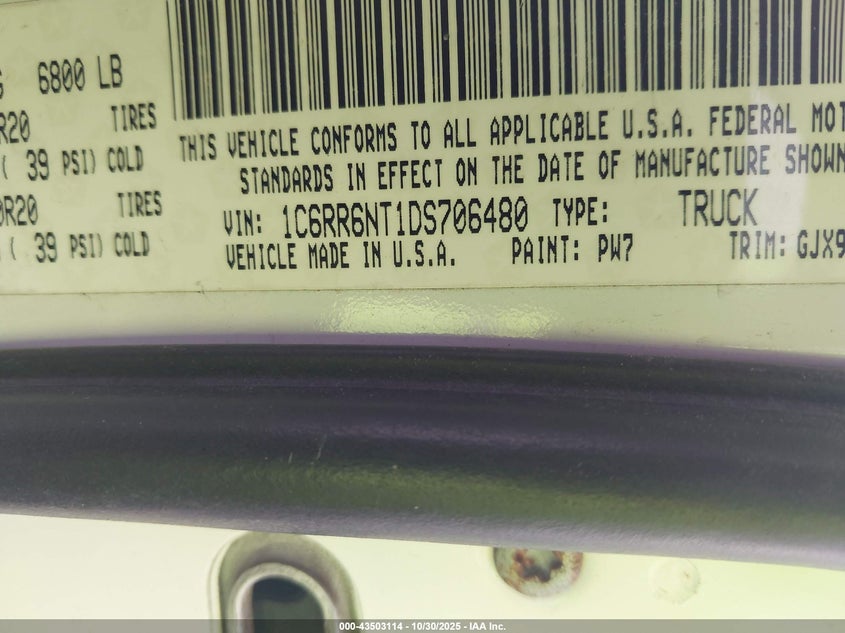 6800 LB
R20 TIRES
( 39 PSI) COLD
R20 TIRES
( 39 PSI) COLD
THIS VEHICLE CONFORMS TO ALL APPLICABLE U.S.A. FEDERAL MOT
STANDARDS IN EFFECT ON THE DATE OF MANUFACTURE SHOWN
VIN: 1C6RR6NT1DS706480 TYPE: TRUCK
VEHICLE MADE IN U.S.A. PAINT: PW7 TRIM: GJX9
000-43503114 - 10/30/2025 - IAA Inc.